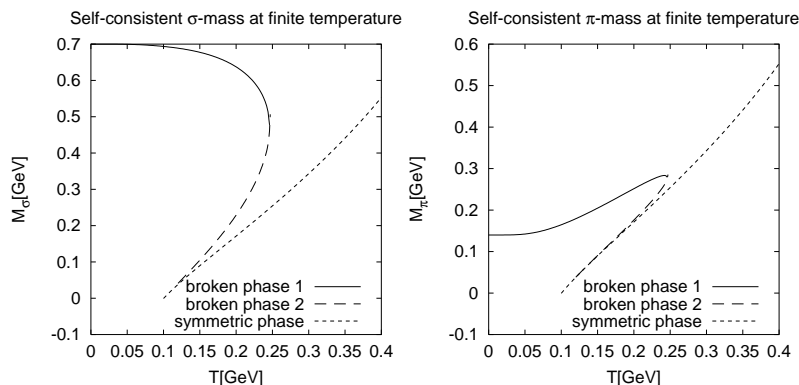 Self-consistent σ-mass at finite temperature
0.7
0.6
0.5
0.4
0.3
0.2
0.1
0
-0.1
Mσ[GeV]
broken phase 1
broken phase 2
symmetric phase
0 0.05 0.1 0.15 0.2 0.25 0.3 0.35 0.4
T[GeV]
Self-consistent π-mass at finite temperature
0.6
0.5
0.4
0.3
0.2
0.1
0
-0.1
Mπ[GeV]
broken phase 1
broken phase 2
symmetric phase
0 0.05 0.1 0.15 0.2 0.25 0.3 0.35 0.4
T[GeV]